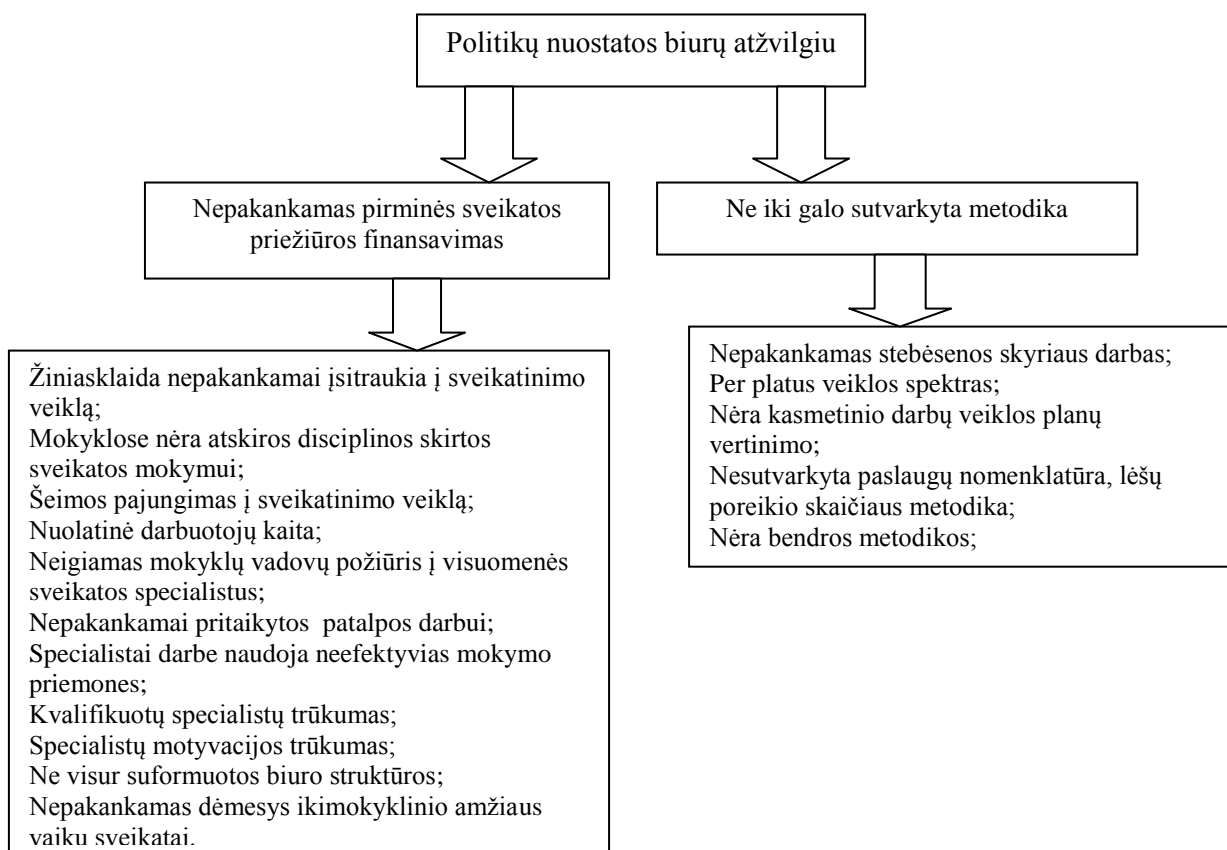 Politikų nuostatos biurų atžvilgiu
Nepakankamas pirminės sveikatos
priežiūros finansavimas
Ne iki galo sutvarkyta metodika
Žiniasklaida nepakankamai įsitraukia į sveikatinimo
veiklą;
Mokyklose nėra atskiros disciplinos skirtos
sveikatos mokymui;
Šeimos pajungimas į sveikatinimo veiklą;
Nuolatinė darbuotojų kaita;
Neigiamas mokyklų vadovų požiūris į visuomenės
sveikatos specialistus;
Nepakankamai pritaikytos patalpos darbui;
Specialistai darbe naudoja neefektyvias mokymo
priemones;
Kvalifikuotų specialistų trūkumas;
Specialistų motyvacijos trūkumas;
Ne visur suformuotos biuro struktūros;
Nepakankamas dėmesys ikimokyklinio amžiaus
vaikų sveikatai.
Nepakankamas stebėsenos skyriaus darbas;
Per platus veiklos spektras;
Nėra kasmetinio darbų veiklos planų
vertinimo;
Nesutvarkyta paslaugų nomenklatūra, lėšų
poreikio skaičiaus metodika;
Nėra bendros metodikos;